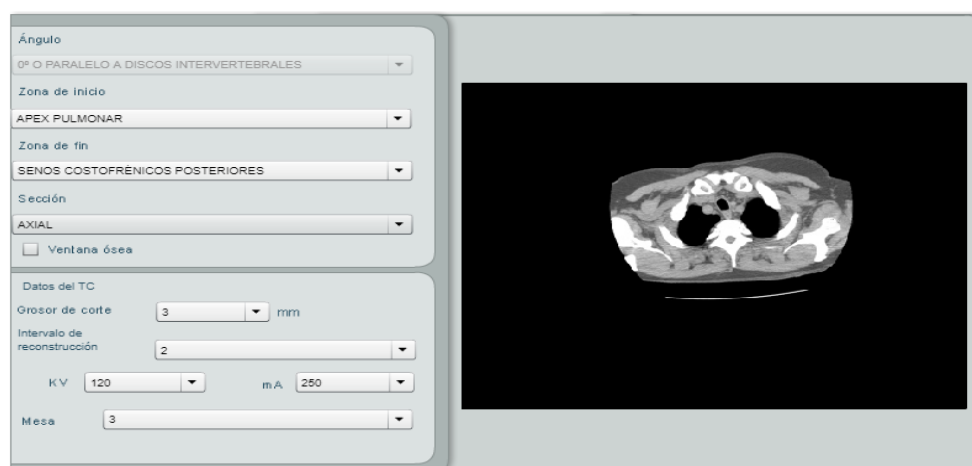 Ángulo
0º O PARALELO A DISCOS INTERVERTEBRALES
Zona de inicio
APEX PULMONAR
Zona de fin
SENOS COSTOFRÉNICOS POSTERIORES
Sección
AXIAL
Ventana ósea
Datos del TC
Grosor de corte 3 mm
Intervalo de
reconstrucción 2
KV 120 mA 250
Mesa 3